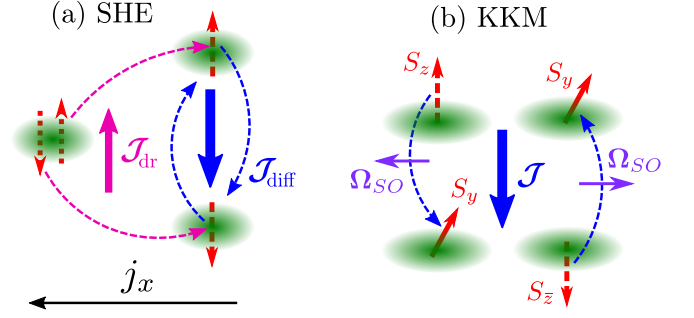 (a) SHE
𝒥_dr
𝒥_diff
j_x
(b) KKM
S_z
S_y
Ω_SO
𝒥
Ω_SO
S_y
S_z̄